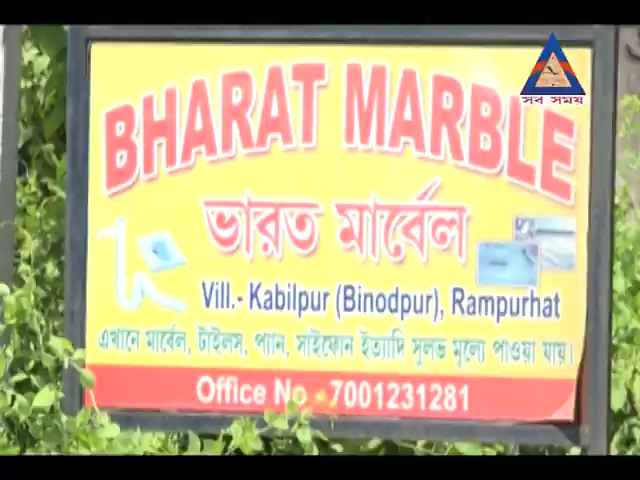 BHARAT MARBLE
সব সময়
ভারত মার্বেল
Vill.- Kabilpur (Binodpur), Rampurhat
এখানে মার্বেল, টাইলস, প্যান, সাইফোন ইত্যাদি সুলভ মূল্যে পাওয়া যায়।
Office No - 7001231281